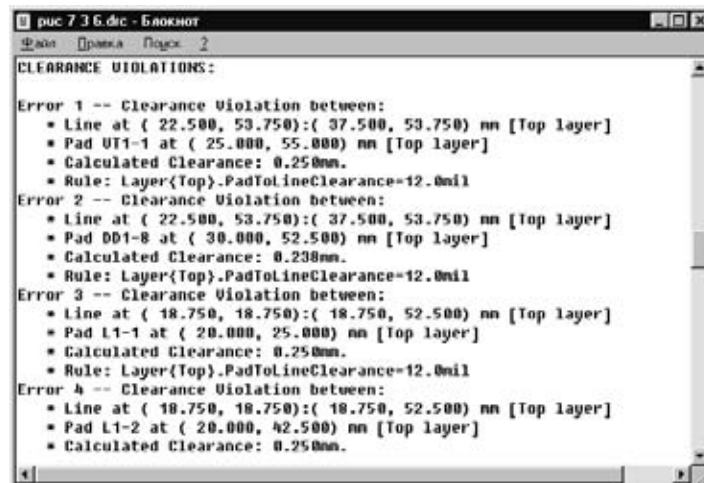 рис 7 3 6.drc - Блокнот
Файл Правка Поиск ?
CLEARANCE VIOLATIONS:
Error 1 -- Clearance Violation between:
* Line at ( 22.500, 53.750):( 37.500, 53.750) mm [Top layer]
* Pad VT1-1 at ( 25.000, 55.000) mm [Top layer]
* Calculated Clearance: 0.250mm.
* Rule: Layer{Top}.PadToLineClearance=12.0mil
Error 2 -- Clearance Violation between:
* Line at ( 22.500, 53.750):( 37.500, 53.750) mm [Top layer]
* Pad DD1-8 at ( 30.000, 52.500) mm [Top layer]
* Calculated Clearance: 0.238mm.
* Rule: Layer{Top}.PadToLineClearance=12.0mil
Error 3 -- Clearance Violation between:
* Line at ( 18.750, 18.750):( 18.750, 52.500) mm [Top layer]
* Pad L1-1 at ( 20.000, 25.000) mm [Top layer]
* Calculated Clearance: 0.250mm.
* Rule: Layer{Top}.PadToLineClearance=12.0mil
Error 4 -- Clearance Violation between:
* Line at ( 18.750, 18.750):( 18.750, 52.500) mm [Top layer]
* Pad L1-2 at ( 20.000, 42.500) mm [Top layer]
* Calculated Clearance: 0.250mm.